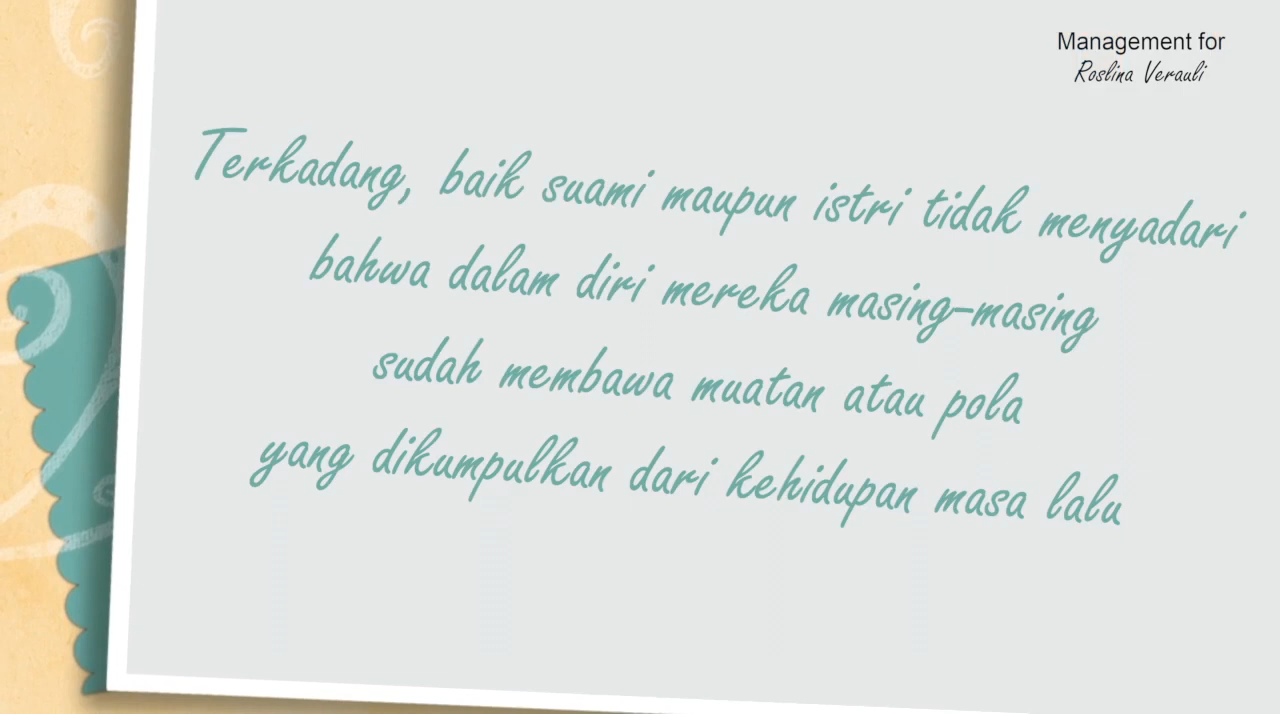 Management for
Roslina Verauli
Terkadang, baik suami maupun istri tidak menyadari
bahwa dalam diri mereka masing-masing
sudah membawa muatan atau pola
yang dikumpulkan dari kehidupan masa lalu